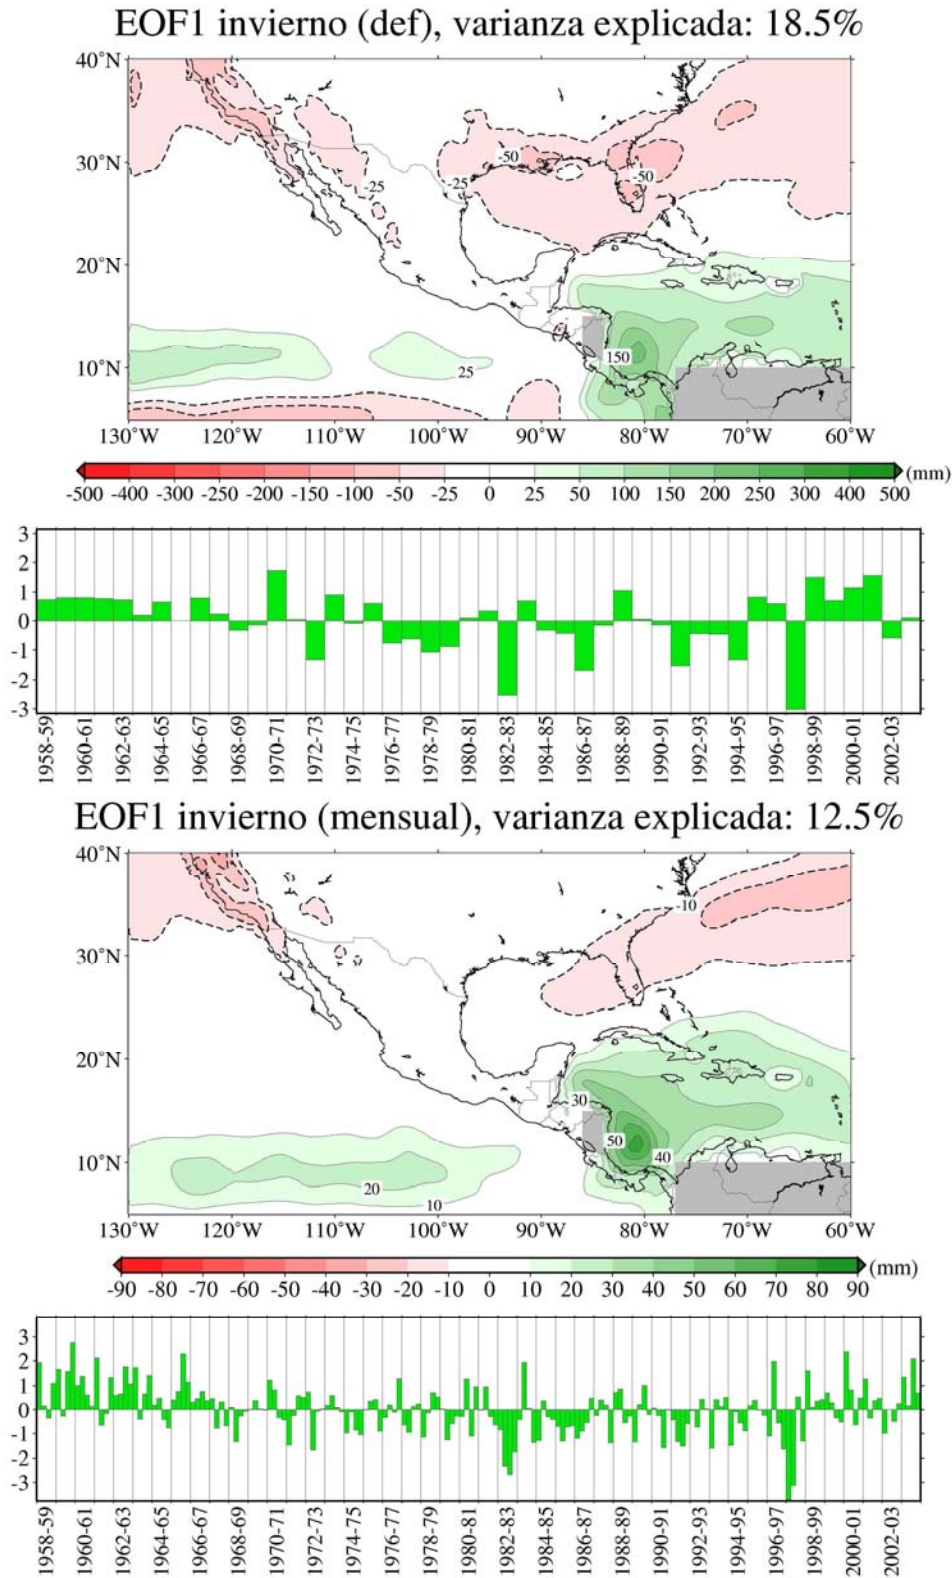 EOF1 invierno (def), varianza explicada: 18.5%
40°N
-50
30°N
-50
-25
-25
20°N
150
10°N
25
130°W 120°W 110°W 100°W 90°W 80°W 70°W 60°W
(mm)
-500 -400 -300 -250 -200 -150 -100 -50 -25 0 25 50 100 150 200 250 300 400 500
3
2
1
0
-1
-2
-3
1958-59 1960-61 1962-63 1964-65 1966-67 1968-69 1970-71 1972-73 1974-75 1976-77 1978-79 1980-81 1982-83 1984-85 1986-87 1988-89 1990-91 1992-93 1994-95 1996-97 1998-99 2000-01 2002-03
EOF1 invierno (mensual), varianza explicada: 12.5%
40°N
-10
30°N
20°N
30
50
40
10°N
20
10
130°W 120°W 110°W 100°W 90°W 80°W 70°W 60°W
(mm)
-90 -80 -70 -60 -50 -40 -30 -20 -10 0 10 20 30 40 50 60 70 80 90
3
2
1
0
-1
-2
-3
1958-59 1960-61 1962-63 1964-65 1966-67 1968-69 1970-71 1972-73 1974-75 1976-77 1978-79 1980-81 1982-83 1984-85 1986-87 1988-89 1990-91 1992-93 1994-95 1996-97 1998-99 2000-01 2002-03